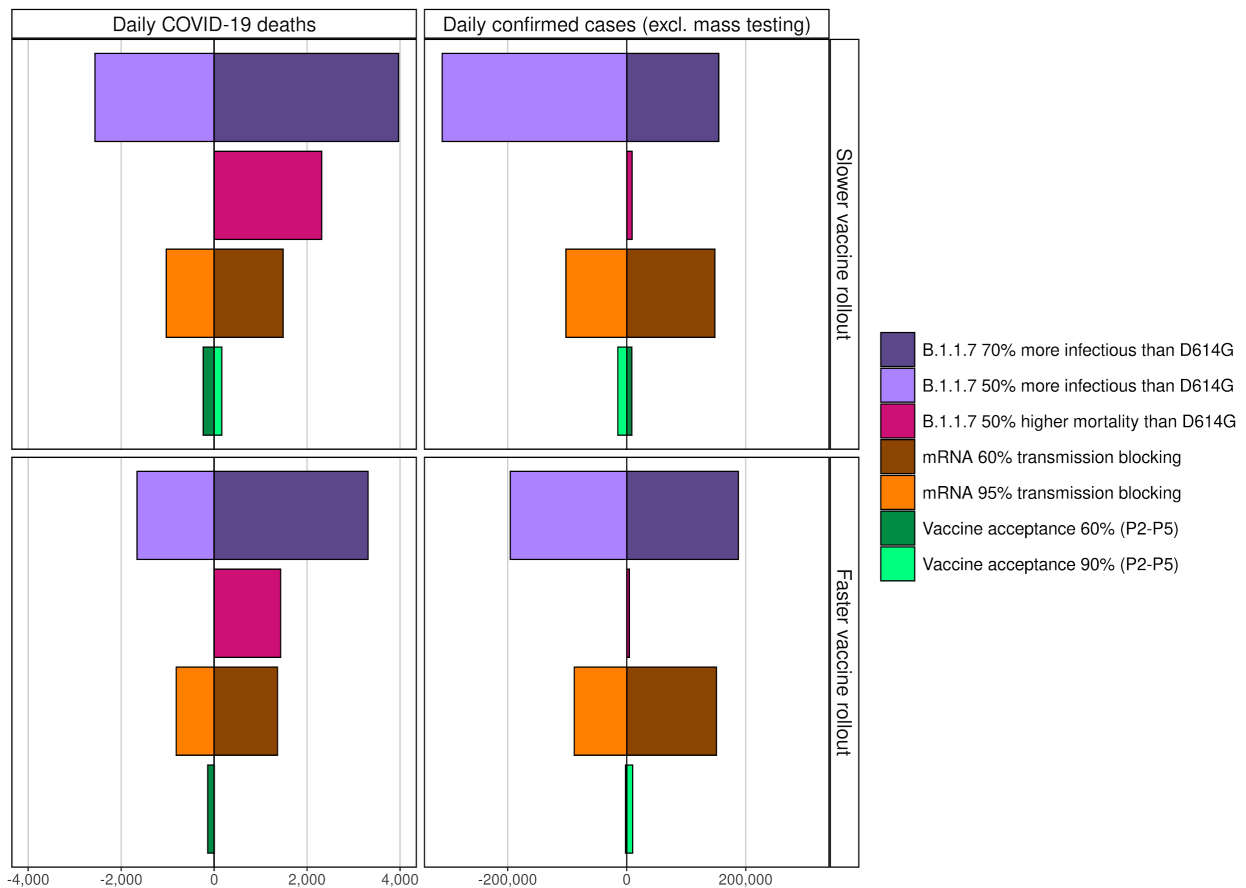 Daily COVID-19 deaths
Daily confirmed cases (excl. mass testing)
Slower vaccine rollout
Faster vaccine rollout
B.1.1.7 70% more infectious than D614G
B.1.1.7 50% more infectious than D614G
B.1.1.7 50% higher mortality than D614G
mRNA 60% transmission blocking
mRNA 95% transmission blocking
Vaccine acceptance 60% (P2-P5)
Vaccine acceptance 90% (P2-P5)
-4,000 -2,000 0 2,000 4,000
-200,000 0 200,000